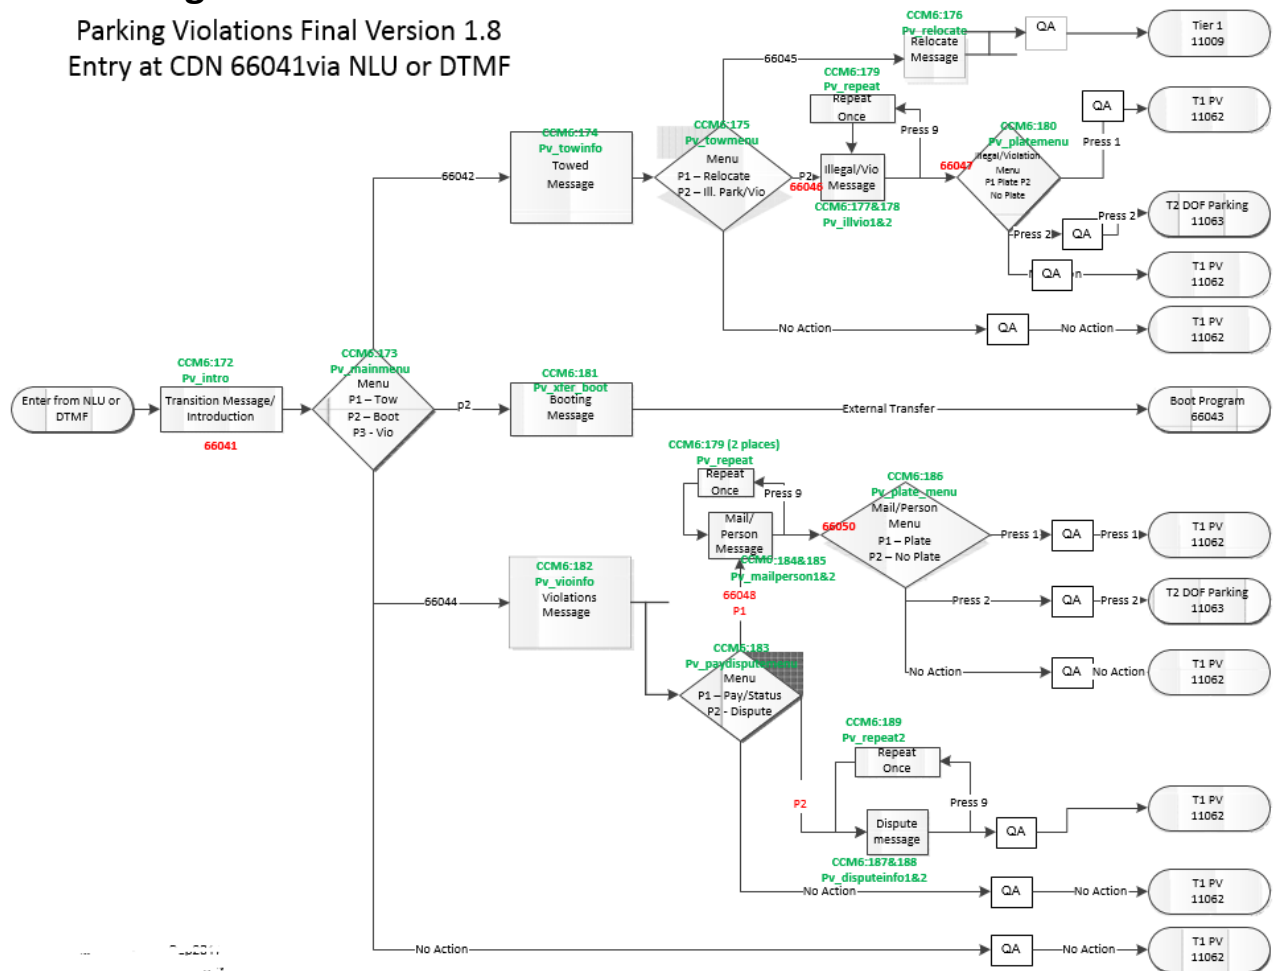 Parking Violations Final Version 1.8
Entry at CDN 66041via NLU or DTMF
CCM6:176
Pv_relocate
Relocate
Message
QA
Tier 1
11009
66045
CCM6:179
Pv_repeat
Repeat
Once
Press 9
CCM6:174
Pv_towinfo
Towed
Message
66042
CCM6:175
Pv_towmenu
Menu
P1 – Relocate
P2 – Ill. Park/Vio
P2
66046
Illegal/Vio
Message
CCM6:177&178
Pv_illvio1&2
66047
CCM6:180
Pv_platemenu
Illegal/Violation
Menu
P1 Plate P2
No Plate
QA
Press 1
T1 PV
11062
Press 2
QA
Press 2
T2 DOF Parking
11063
QA
T1 PV
11062
No Action
QA
No Action
T1 PV
11062
Enter from NLU or
DTMF
CCM6:172
Pv_intro
Transition Message/
Introduction
66041
CCM6:173
Pv_mainmenu
Menu
P1 – Tow
P2 – Boot
P3 - Vio
p2
CCM6:181
Pv_xfer_boot
Booting
Message
External Transfer
Boot Program
66043
CCM6:179 (2 places)
Pv_repeat
Repeat
Once
Press 9
Mail/
Person
Message
CCM6:184&185
Pv_mailperson1&2
66048
P1
66050
CCM6:186
Pv_plate_menu
Mail/Person
Menu
P1 – Plate
P2 – No Plate
Press 1
QA
Press 1
T1 PV
11062
Press 2
QA
Press 2
T2 DOF Parking
11063
No Action
QA
No Action
T1 PV
11062
66044
CCM6:182
Pv_vioinfo
Violations
Message
CCM6:183
Menu
P1 – Pay/Status
P2 - Dispute
P2
CCM6:189
Pv_repeat2
Repeat
Once
Press 9
Dispute
message
CCM6:187&188
Pv_disputeinfo1&2
QA
T1 PV
11062
No Action
QA
No Action
T1 PV
11062
No Action
QA
No Action
T1 PV
11062